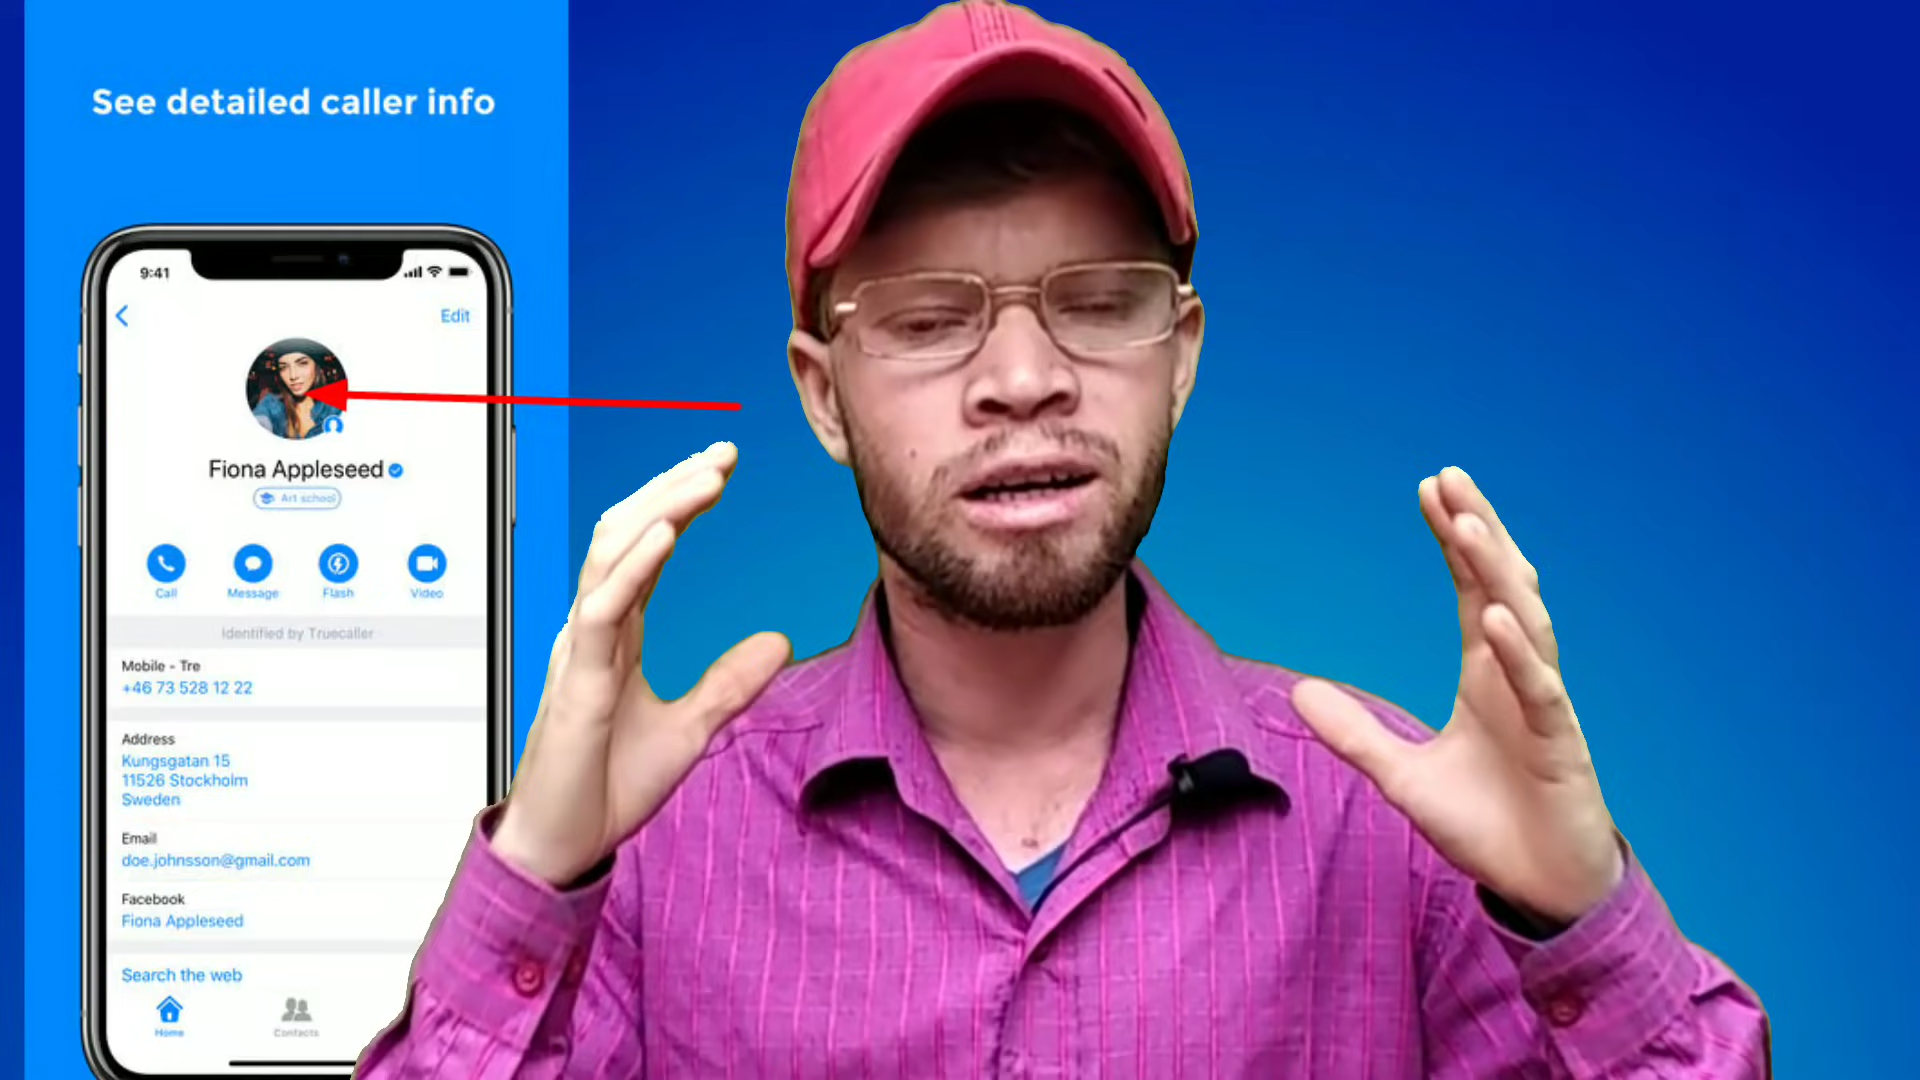 See detailed caller info
9:41
Edit
Fiona Appleseed
Art school
Call Message Flash Video
Identified by Truecaller
Mobile - Tre
+46 73 528 12 22
Address
Kungsgatan 15
11526 Stockholm
Sweden
Email
doe.johnsson@gmail.com
Facebook
Fiona Appleseed
Search the web
Home Contacts